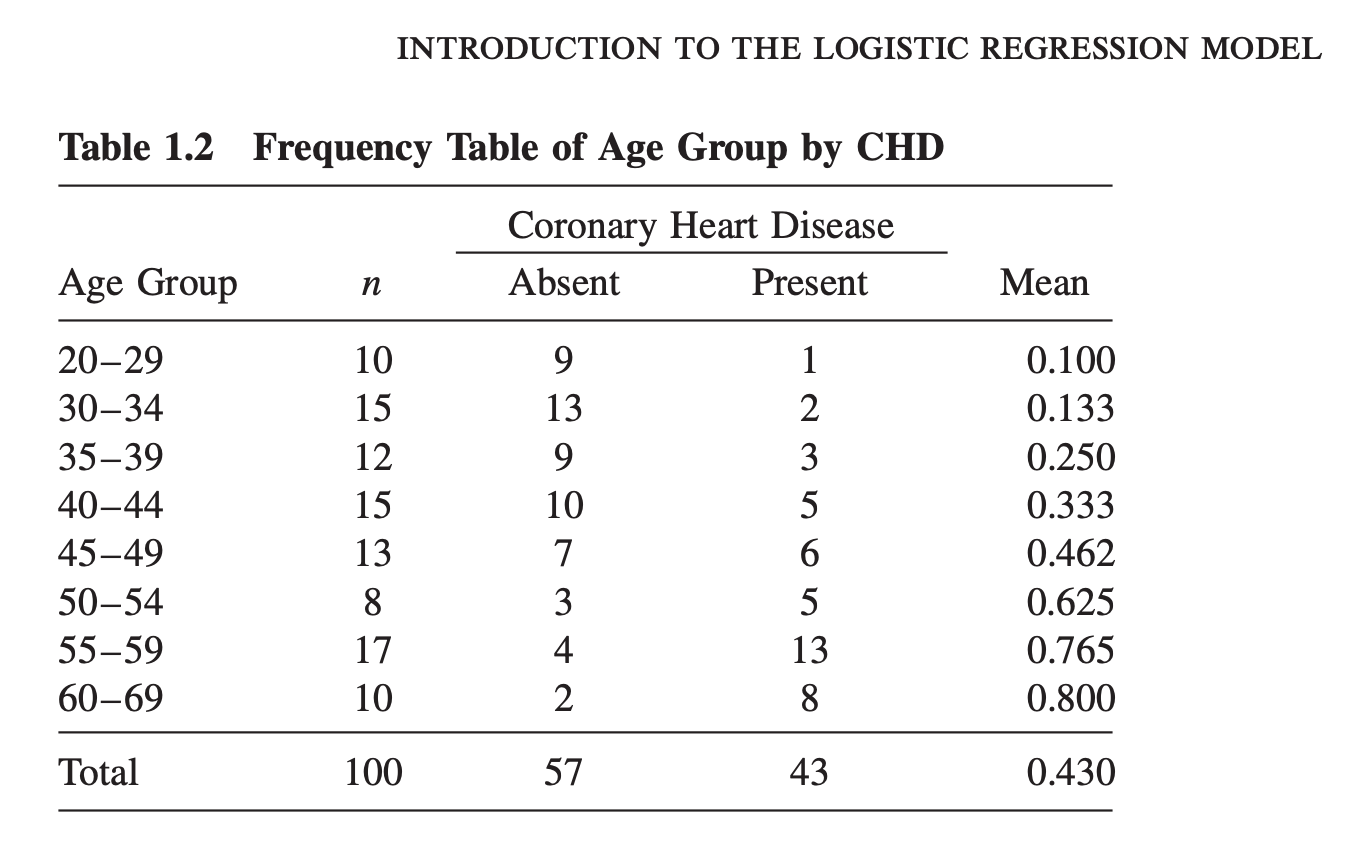 INTRODUCTION TO THE LOGISTIC REGRESSION MODEL
Table 1.2 Frequency Table of Age Group by CHD
Coronary Heart Disease
Age Group n Absent Present Mean
20–29 10 9 1 0.100
30–34 15 13 2 0.133
35–39 12 9 3 0.250
40–44 15 10 5 0.333
45–49 13 7 6 0.462
50–54 8 3 5 0.625
55–59 17 4 13 0.765
60–69 10 2 8 0.800
Total 100 57 43 0.430